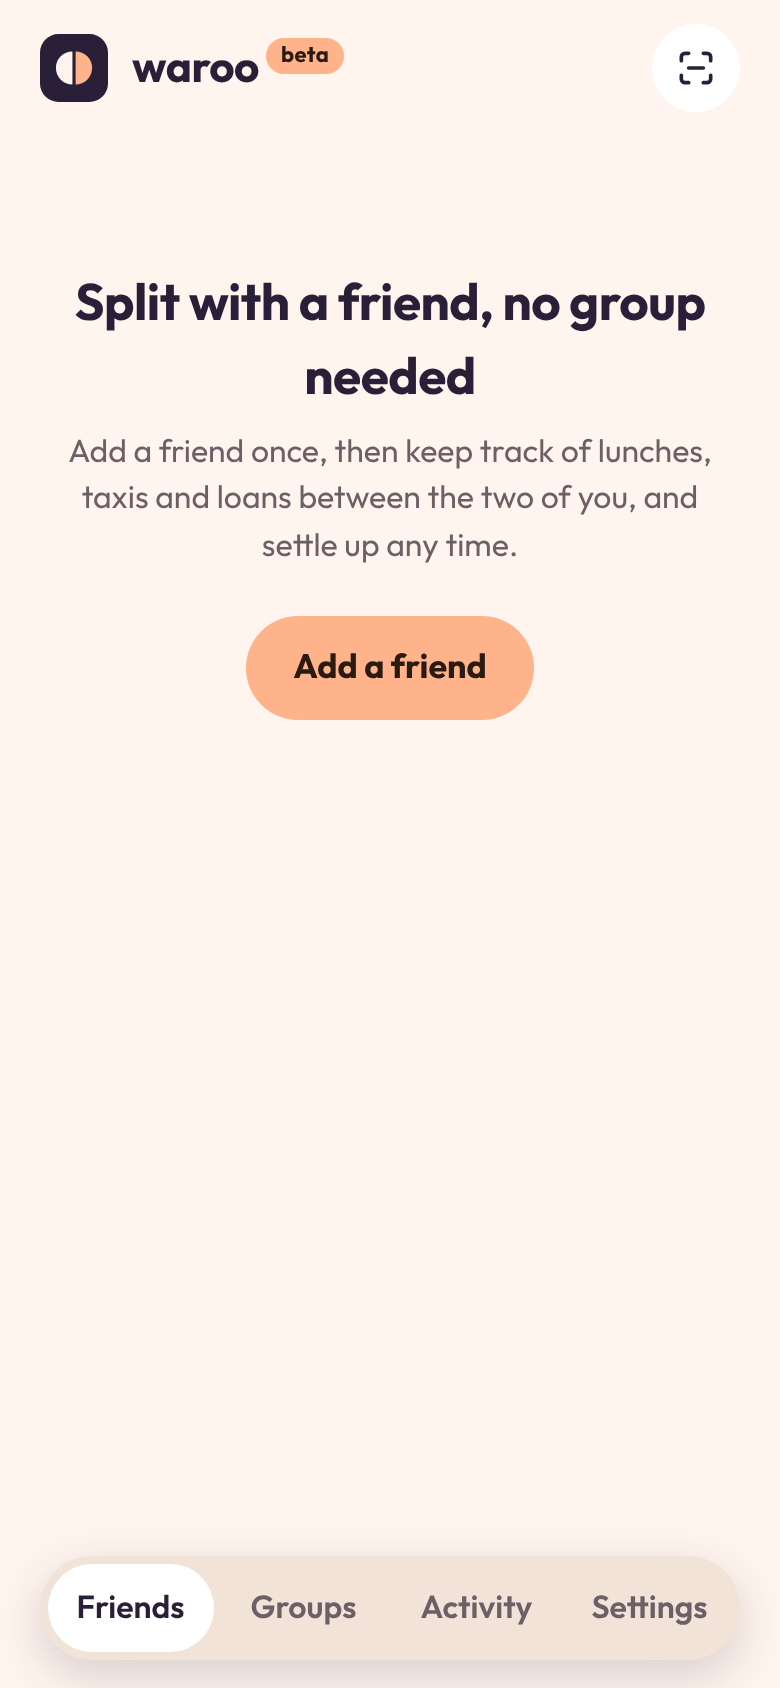 waroo beta
Split with a friend, no group
needed
Add a friend once, then keep track of lunches,
taxis and loans between the two of you, and
settle up any time.
Add a friend
Friends Groups Activity Settings